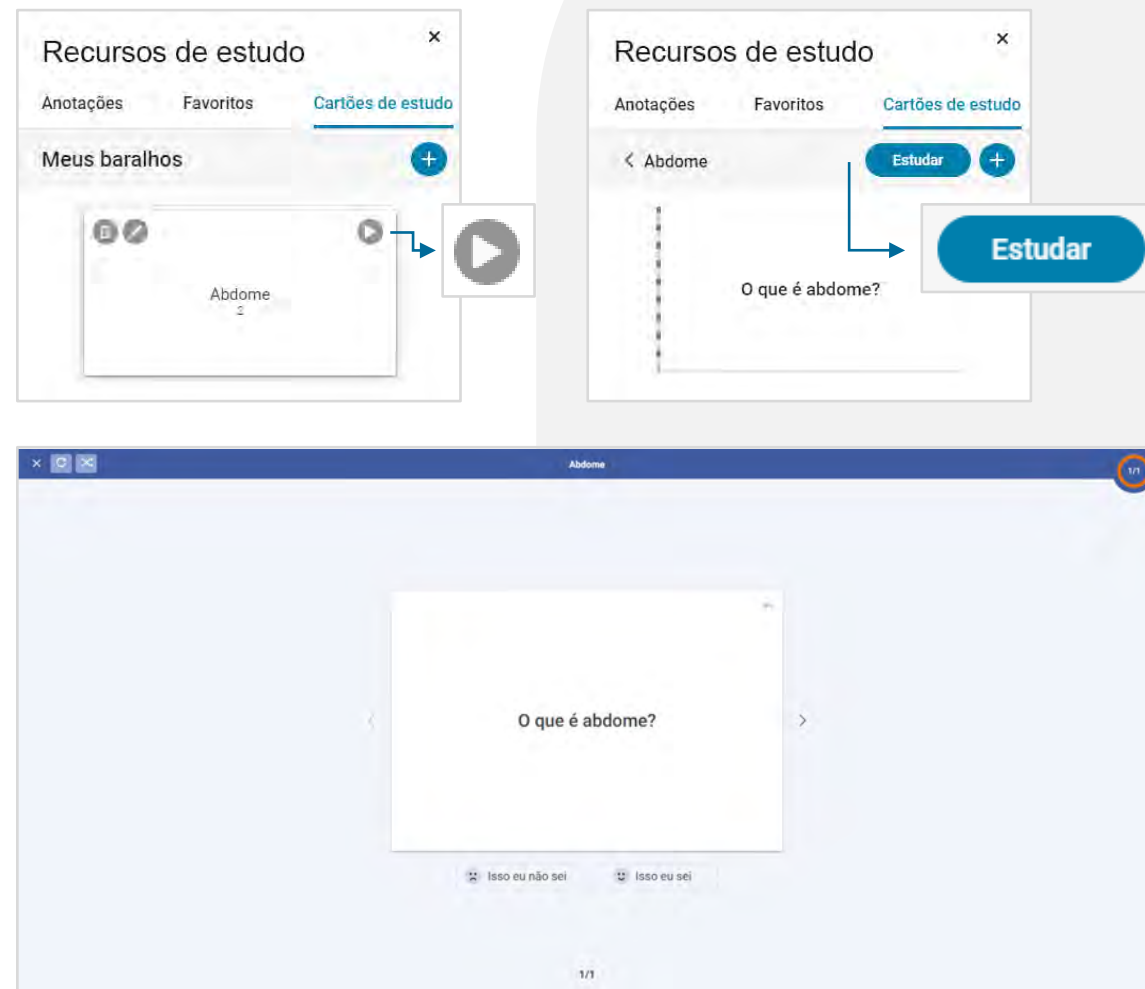 Recursos de estudo
Anotações Favoritos Cartões de estudo
Meus baralhos
Abdome
2
Recursos de estudo
Anotações Favoritos Cartões de estudo
Abdome Estudar
Estudar
O que é abdome?
Abdome 1/1
O que é abdome?
Isso eu não sei Isso eu sei
1/1